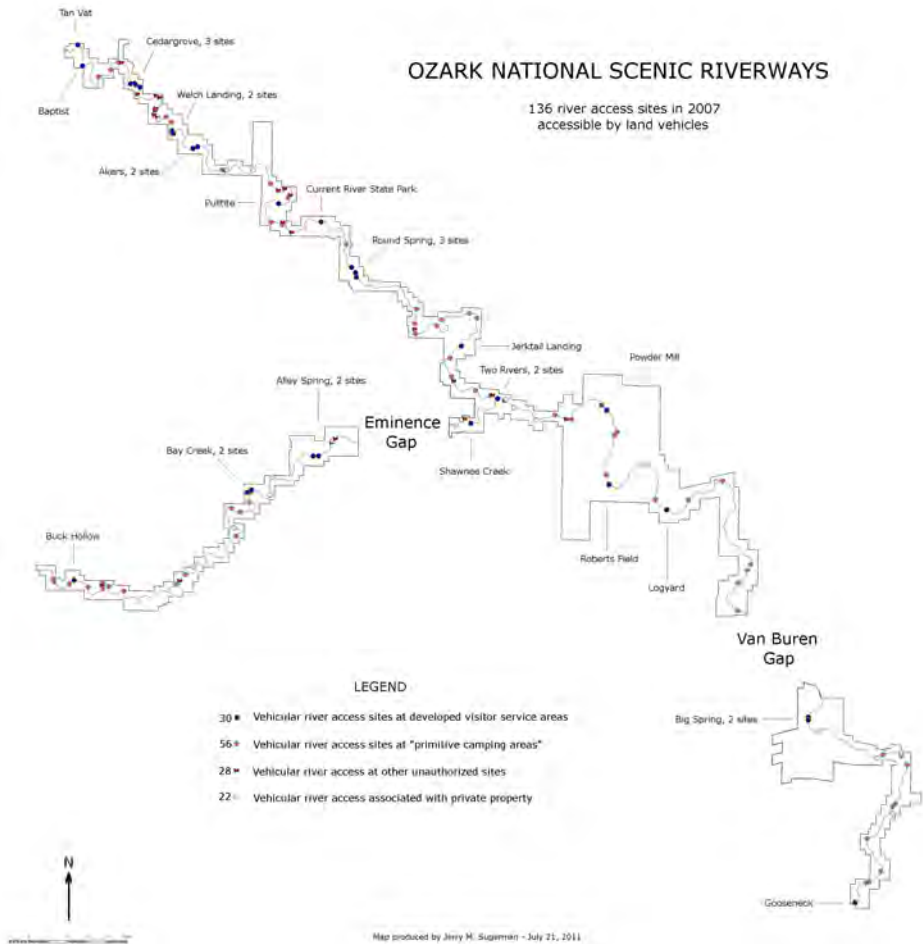 Tan Vat
Cedargrove, 3 sites
OZARK NATIONAL SCENIC RIVERWAYS
Welch Landing, 2 sites
136 river access sites in 2007
accessible by land vehicles
Baptist
Akers, 2 sites
Current River State Park
Pulltite
Round Spring, 3 sites
Jerktail Landing
Powder Mill
Two Rivers, 2 sites
Alley Spring, 2 sites
Eminence
Gap
Bay Creek, 2 sites
Shawnee Creek
Buck Hollow
Roberts Field
Logyard
Van Buren
Gap
LEGEND
30 Vehicular river access sites at developed visitor service areas
Big Spring, 2 sites
56 Vehicular river access sites at "primitive camping areas"
28 Vehicular river access at other unauthorized sites
22 Vehicular river access associated with private property
N
Gooseneck
Map produced by Jerry M. Sugerman - July 21, 2011